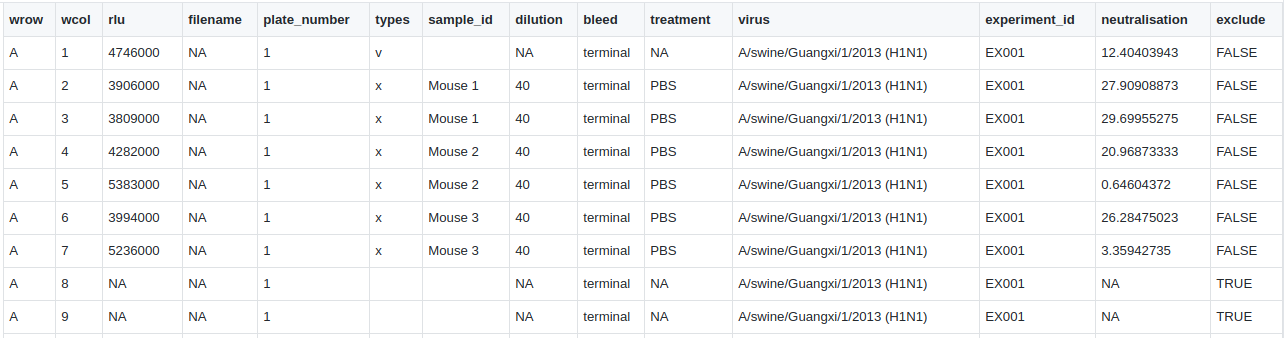 wrow wcol rlu filename plate_number types sample_id dilution bleed treatment virus experiment_id neutralisation exclude
A 1 4746000 NA 1 v NA terminal NA A/swine/Guangxi/1/2013 (H1N1) EX001 12.40403943 FALSE
A 2 3906000 NA 1 x Mouse 1 40 terminal PBS A/swine/Guangxi/1/2013 (H1N1) EX001 27.90908873 FALSE
A 3 3809000 NA 1 x Mouse 1 40 terminal PBS A/swine/Guangxi/1/2013 (H1N1) EX001 29.69955275 FALSE
A 4 4282000 NA 1 x Mouse 2 40 terminal PBS A/swine/Guangxi/1/2013 (H1N1) EX001 20.96873333 FALSE
A 5 5383000 NA 1 x Mouse 2 40 terminal PBS A/swine/Guangxi/1/2013 (H1N1) EX001 0.64604372 FALSE
A 6 3994000 NA 1 x Mouse 3 40 terminal PBS A/swine/Guangxi/1/2013 (H1N1) EX001 26.28475023 FALSE
A 7 5236000 NA 1 x Mouse 3 40 terminal PBS A/swine/Guangxi/1/2013 (H1N1) EX001 3.35942735 FALSE
A 8 NA NA 1 NA terminal NA A/swine/Guangxi/1/2013 (H1N1) EX001 NA TRUE
A 9 NA NA 1 NA terminal NA A/swine/Guangxi/1/2013 (H1N1) EX001 NA TRUE